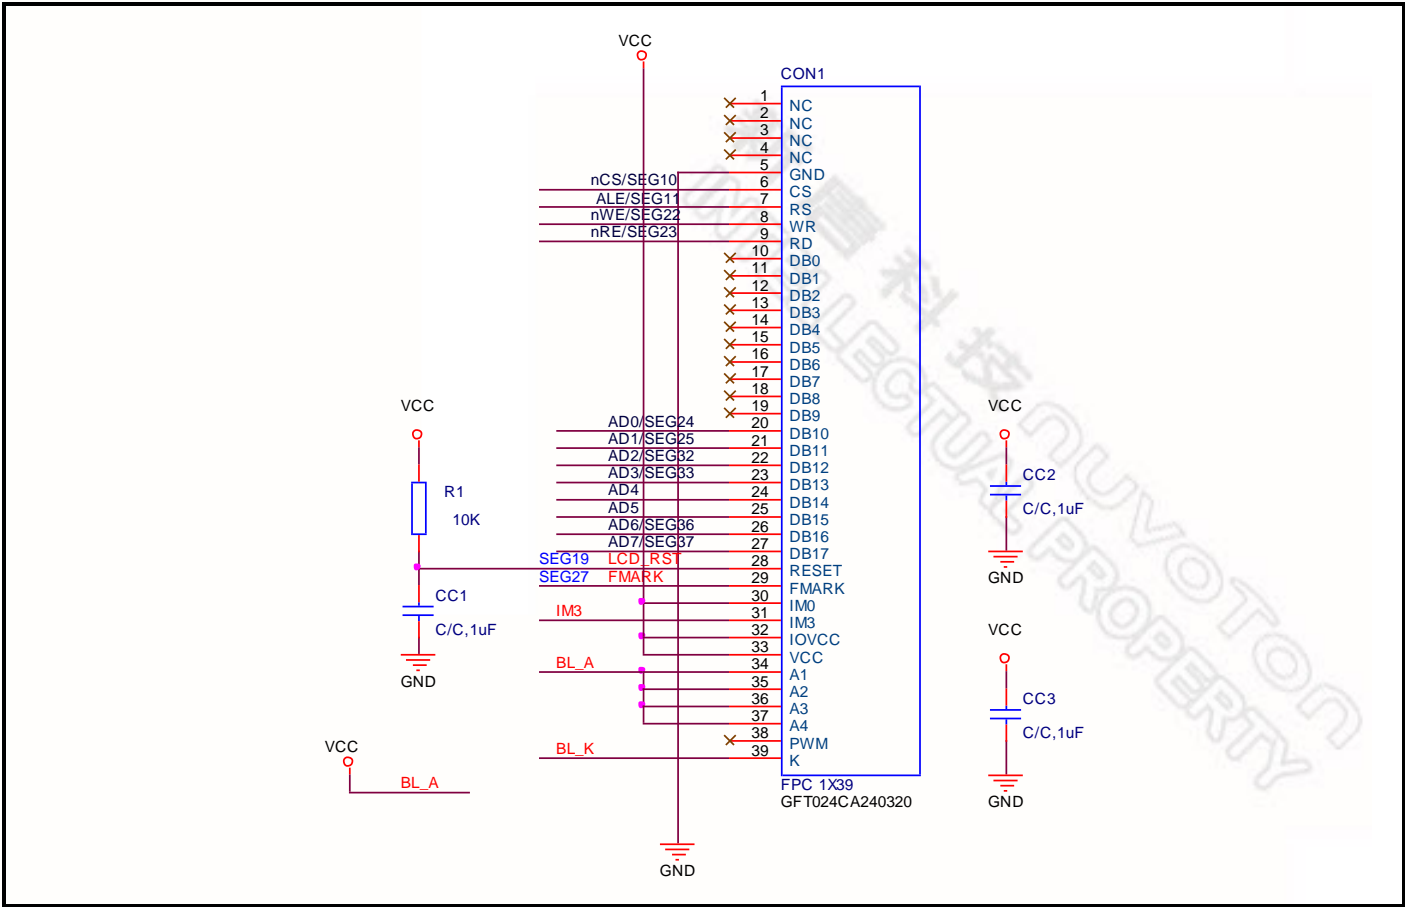 VCC
CON1
1 NC
2 NC
3 NC
4 NC
5 GND
nCS/SEG10 6 CS
ALE/SEG11 7 RS
nWE/SEG22 8 WR
nRE/SEG23 9 RD
10 DB0
11 DB1
12 DB2
13 DB3
14 DB4
15 DB5
16 DB6
17 DB7
18 DB8
19 DB9
AD0/SEG24 20 DB10
AD1/SEG25 21 DB11
AD2/SEG32 22 DB12
AD3/SEG33 23 DB13
AD4 24 DB14
AD5 25 DB15
AD6/SEG36 26 DB16
AD7/SEG37 27 DB17
SEG19 LCD_RST 28 RESET
SEG27 FMARK 29 FMARK
30 IM0
IM3 31 IM3
32 IOVCC
33 VCC
BL_A 34 A1
35 A2
36 A3
37 A4
38 PWM
BL_K 39 K
FPC 1X39
GFT024CA240320
GND
VCC
R1
10K
CC1
C/C,1uF
GND
VCC
BL_A
VCC
CC2
C/C,1uF
GND
VCC
CC3
C/C,1uF
GND
新唐科技 nuvoTon
INTELLECTUAL PROPERTY